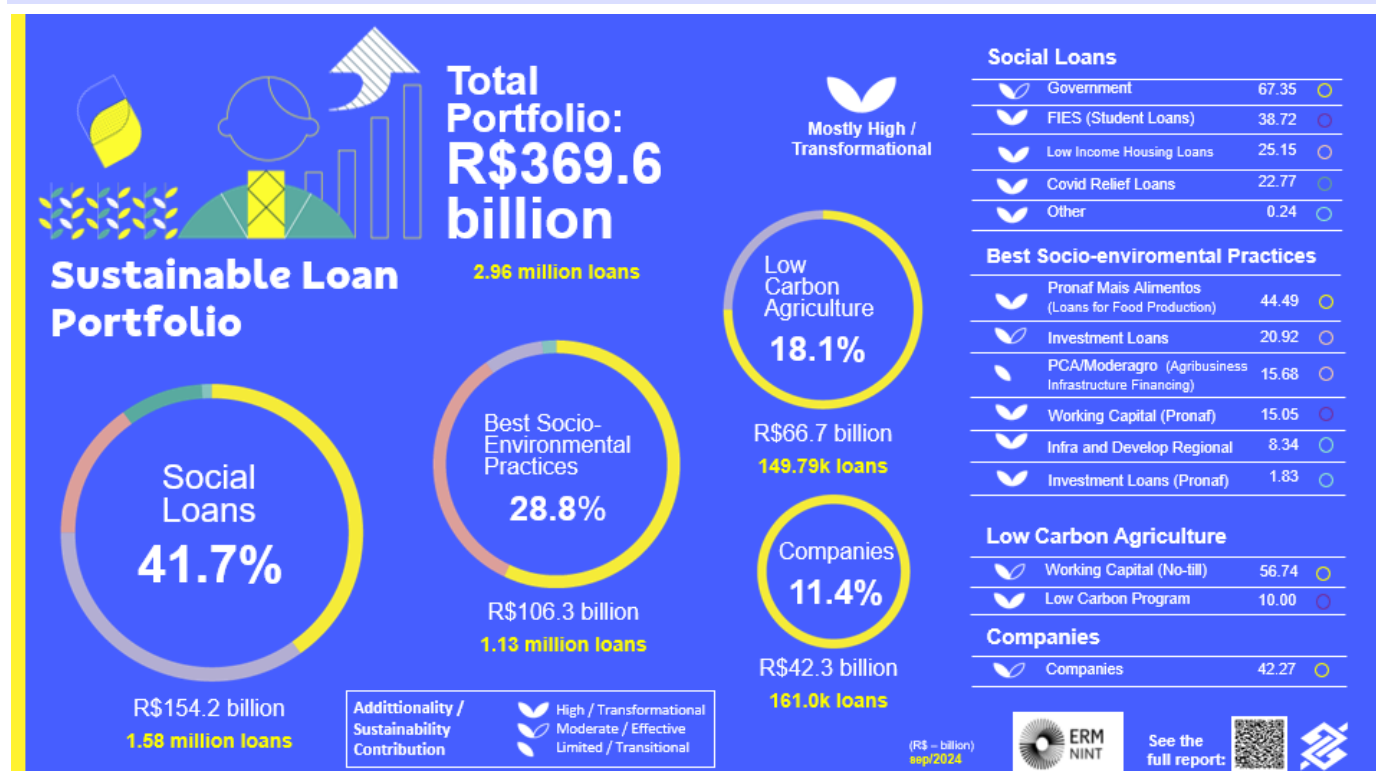 Sustainable Loan
Portfolio
Total
Portfolio:
R$369.6
billion
2.96 million loans
Mostly High /
Transformational
Social
Loans
41.7%
R$154.2 billion
1.58 million loans
Best Socio-
Environmental
Practices
28.8%
R$106.3 billion
1.13 million loans
Low
Carbon
Agriculture
18.1%
R$66.7 billion
149.79k loans
Companies
11.4%
R$42.3 billion
161.0k loans
Addittionality /
Sustainability
Contribution
High / Transformational
Moderate / Effective
Limited / Transitional
Social Loans
Government 67.35
FIES (Student Loans) 38.72
Low Income Housing Loans 25.15
Covid Relief Loans 22.77
Other 0.24
Best Socio-enviromental Practices
Pronaf Mais Alimentos
(Loans for Food Production) 44.49
Investment Loans 20.92
PCA/Moderagro (Agribusiness
Infrastructure Financing) 15.68
Working Capital (Pronaf) 15.05
Infra and Develop Regional 8.34
Investment Loans (Pronaf) 1.83
Low Carbon Agriculture
Working Capital (No-till) 56.74
Low Carbon Program 10.00
Companies
Companies 42.27
(R$ – billion)
sep/2024
ERM
NINT
See the
full report: